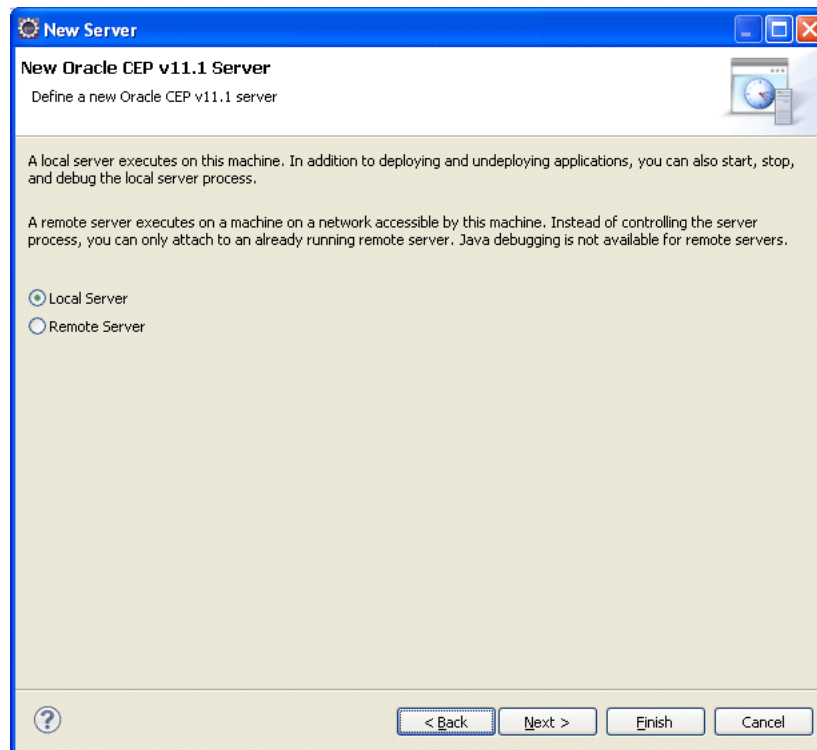 New Server
New Oracle CEP v11.1 Server
Define a new Oracle CEP v11.1 server
A local server executes on this machine. In addition to deploying and undeploying applications, you can also start, stop,
and debug the local server process.
A remote server executes on a machine on a network accessible by this machine. Instead of controlling the server
process, you can only attach to an already running remote server. Java debugging is not available for remote servers.
Local Server
Remote Server
? < Back Next > Finish Cancel